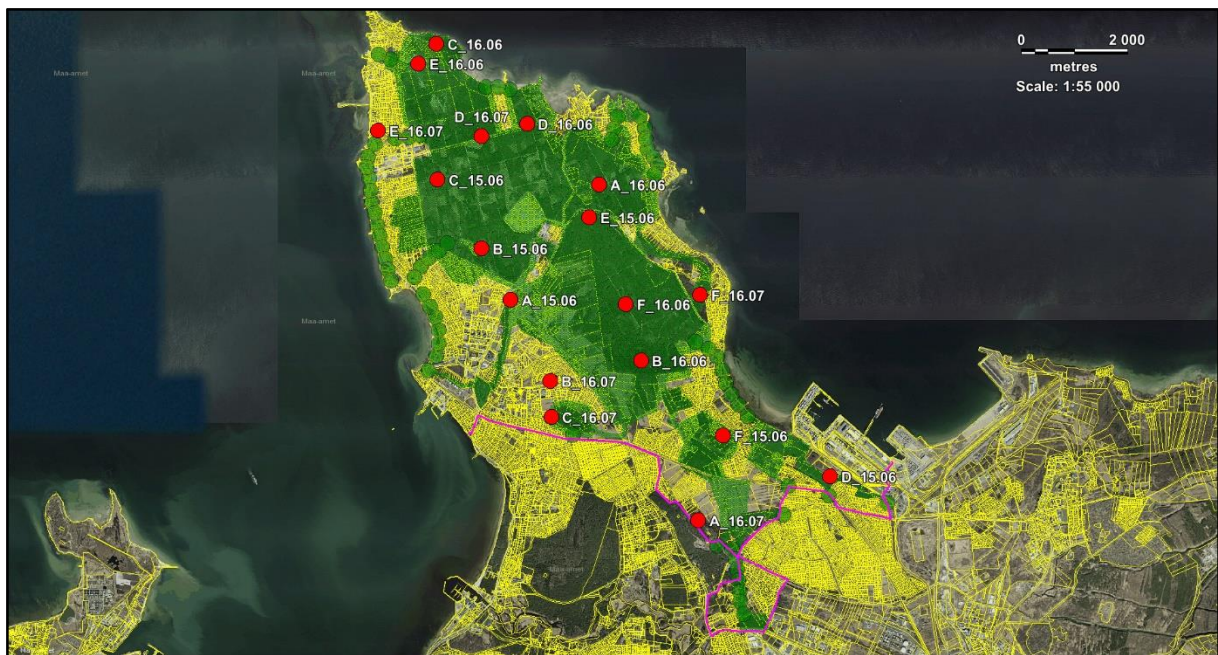 C_16.06
0 2 000
metres
Scale: 1:55 000
E_16.06
Maa-amet
Maa-amet
D_16.07
D_16.06
E_16.07
C_15.06
A_16.06
E_15.06
B_15.06
F_16.07
A_15.06
F_16.06
Maa-amet
B_16.06
B_16.07
C_16.07
F_15.06
D_15.06
A_16.07
Maa-amet